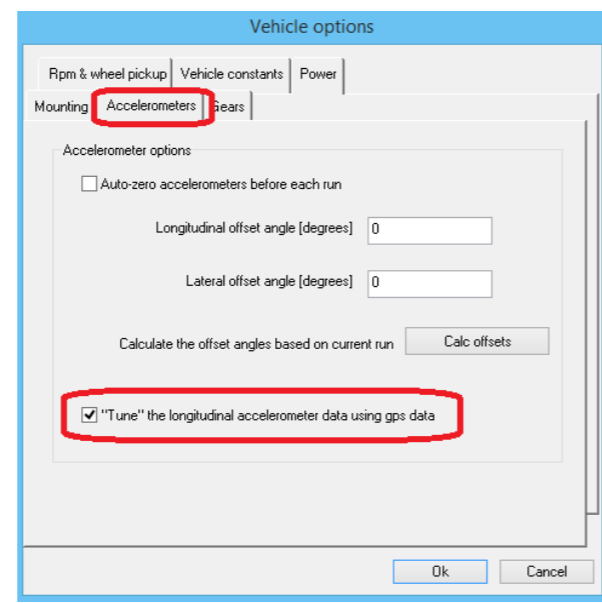 Vehicle options
Rpm & wheel pickup Vehicle constants Power
Mounting Accelerometers Gears
Accelerometer options
Auto-zero accelerometers before each run
Longitudinal offset angle [degrees] 0
Lateral offset angle [degrees] 0
Calculate the offset angles based on current run Calc offsets
"Tune" the longitudinal accelerometer data using gps data
Ok Cancel